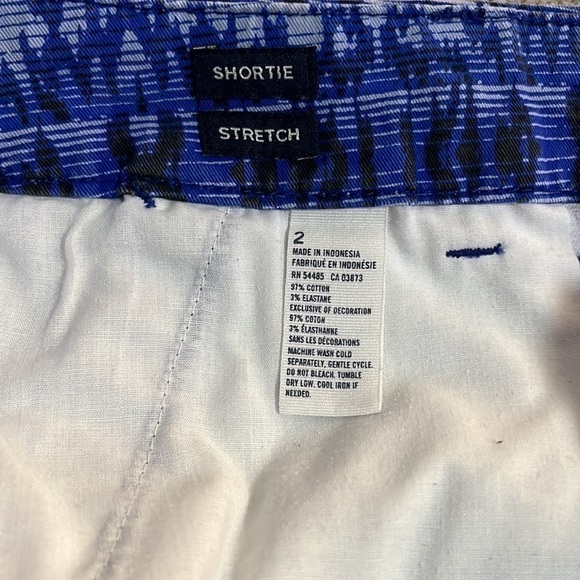 SHORTIE
STRETCH
2
MADE IN INDONESIA
FABRIQUÉ EN INDONÉSIE
RN 54485 CA 03873
97% COTTON
3% ELASTANE
EXCLUSIVE OF DECORATION
97% COTON
3% ÉLASTHANNE
SANS LES DÉCORATIONS
MACHINE WASH COLD
SEPARATELY, GENTLE CYCLE.
DO NOT BLEACH. TUMBLE
DRY LOW. COOL IRON IF
NEEDED.